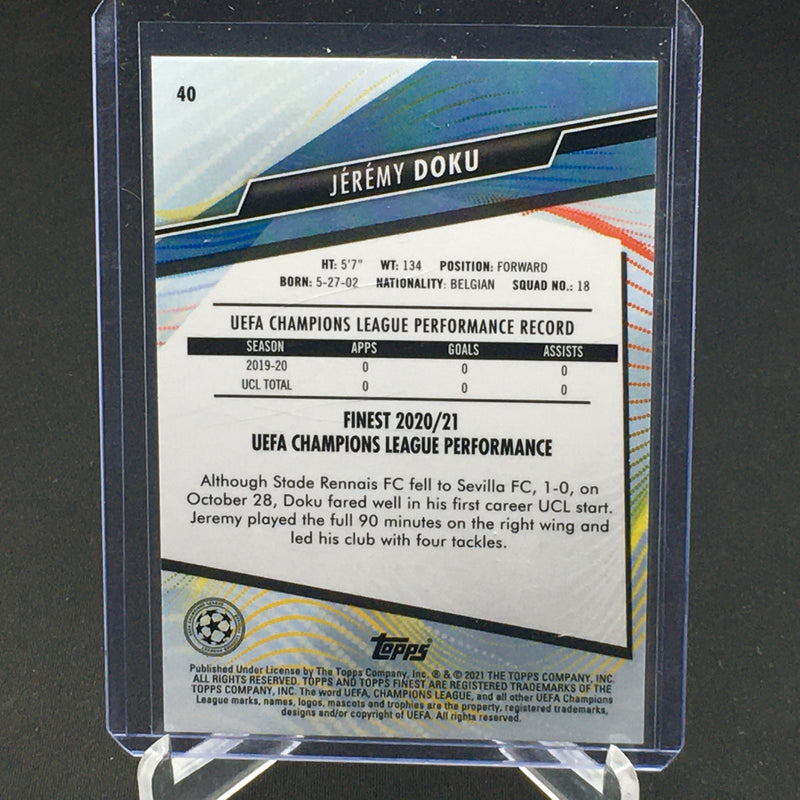 40
JÉRÉMY DOKU
HT: 5'7" WT: 134 POSITION: FORWARD
BORN: 5-27-02 NATIONALITY: BELGIAN SQUAD NO.: 18
UEFA CHAMPIONS LEAGUE PERFORMANCE RECORD
SEASON APPS GOALS ASSISTS
2019-20 0 0 0
UCL TOTAL 0 0 0
FINEST 2020/21
UEFA CHAMPIONS LEAGUE PERFORMANCE
Although Stade Rennais FC fell to Sevilla FC, 1-0, on
October 28, Doku fared well in his first career UCL start.
Jeremy played the full 90 minutes on the right wing and
led his club with four tackles.
topps
Published Under License by The Topps Company, Inc. ® & © 2021 THE TOPPS COMPANY, INC.
ALL RIGHTS RESERVED. TOPPS AND TOPPS FINEST ARE REGISTERED TRADEMARKS OF THE
TOPPS COMPANY, INC. The word UEFA, CHAMPIONS LEAGUE, and all other UEFA Champions
League marks, names, logos, mascots and trophies are the property, registered trademarks,
designs and/or copyright of UEFA. All rights reserved.